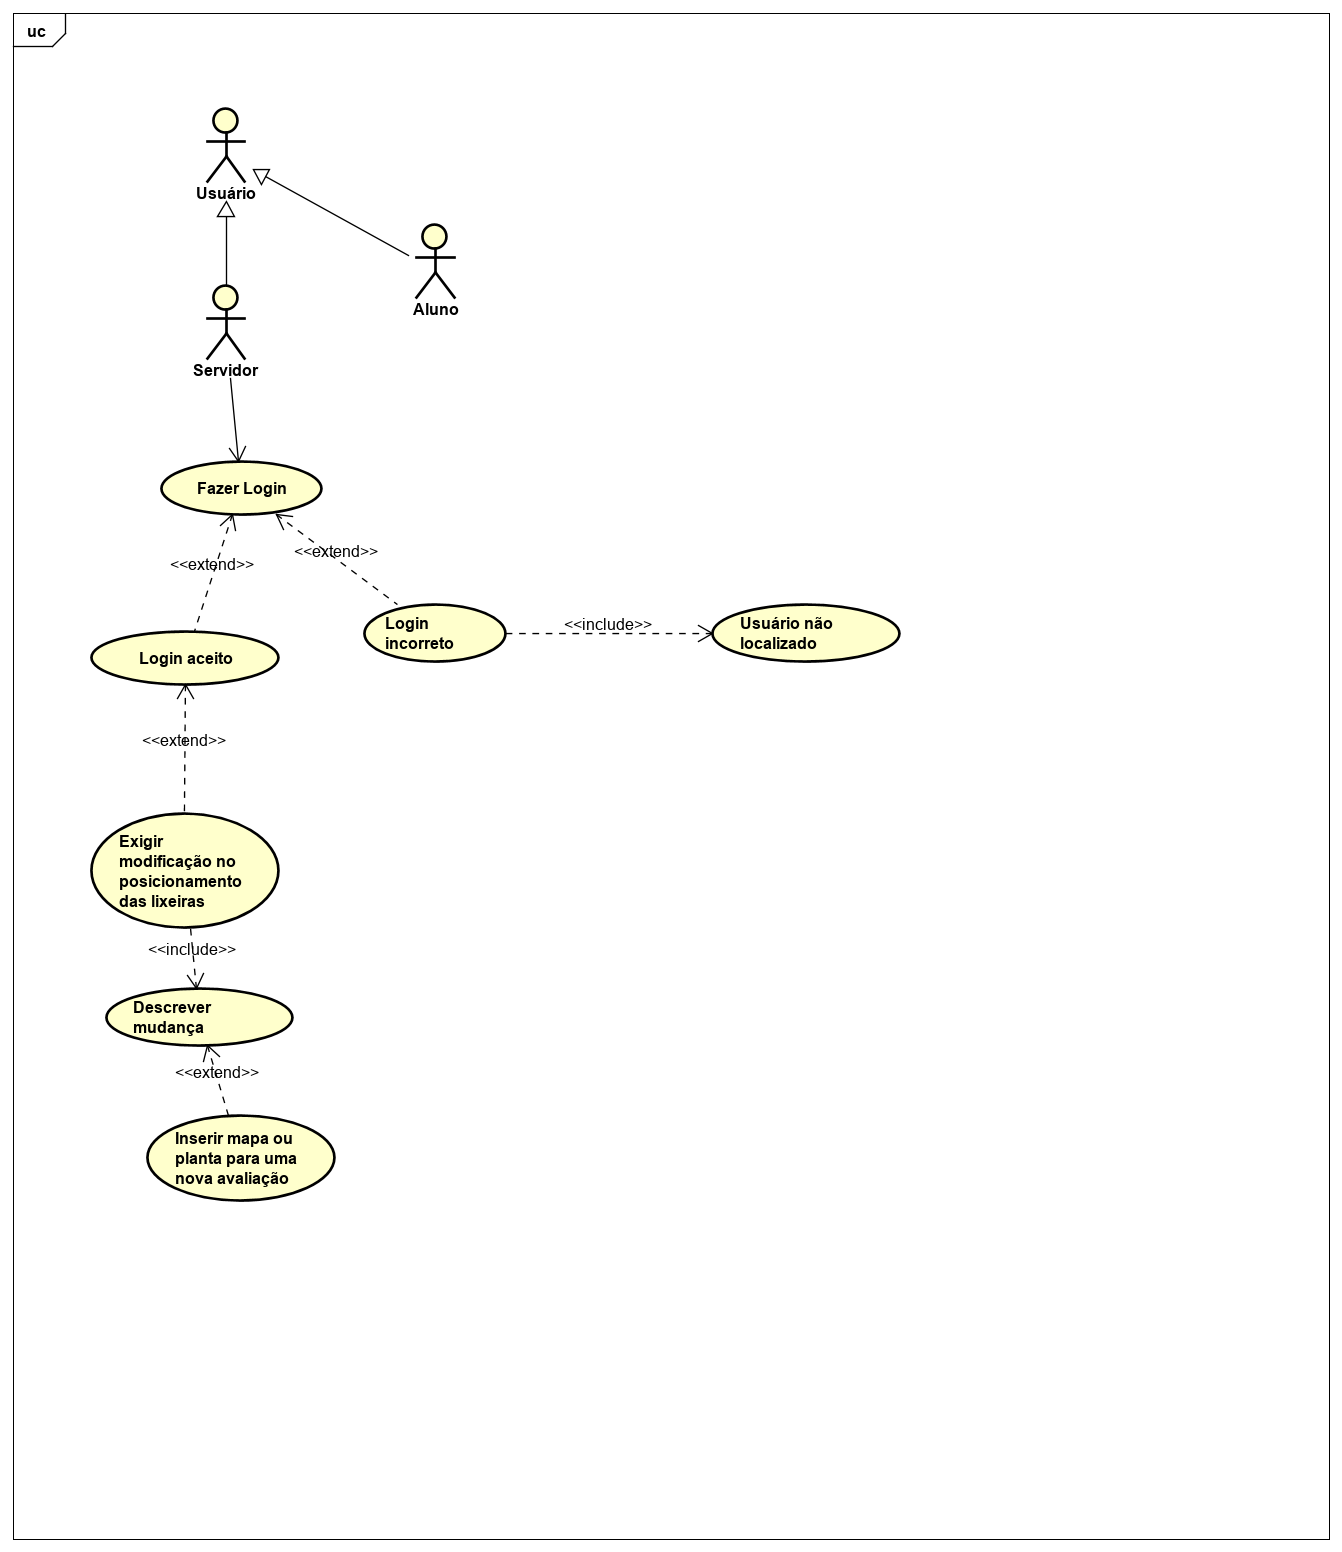 uc
Usuário
Aluno
Servidor
Fazer Login
<<extend>>
<<extend>>
Login
incorreto
<<include>>
Usuário não
localizado
Login aceito
<<extend>>
Exigir
modificação no
posicionamento
das lixeiras
<<include>>
Descrever
mudança
<<extend>>
Inserir mapa ou
planta para uma
nova avaliação